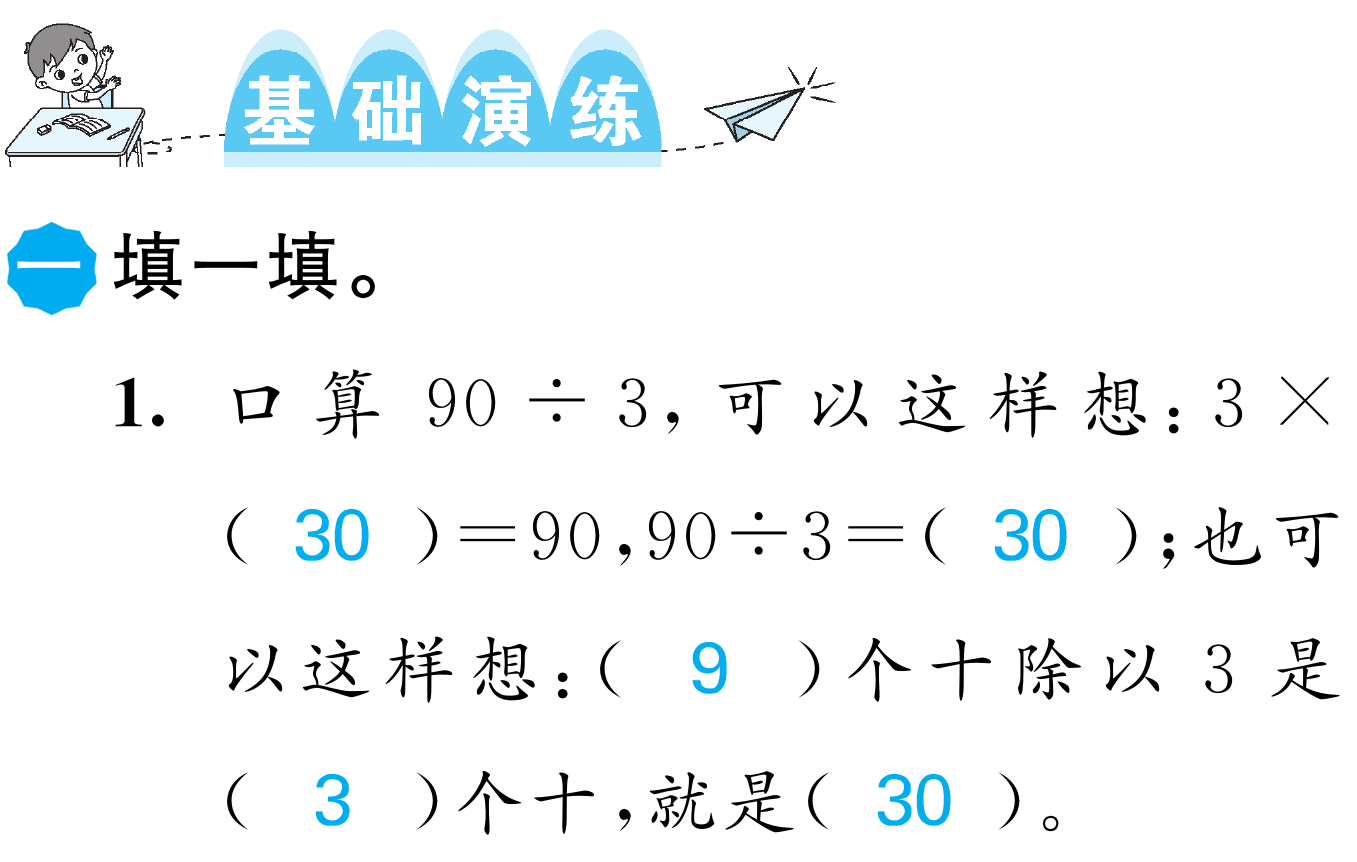 基础演练
一 填一填。
1. 口算 90÷3,可以这样想:3×
( 30 )=90,90÷3=( 30 );也可
以这样想:( 9 )个十除以 3 是
( 3 )个十,就是( 30 )。